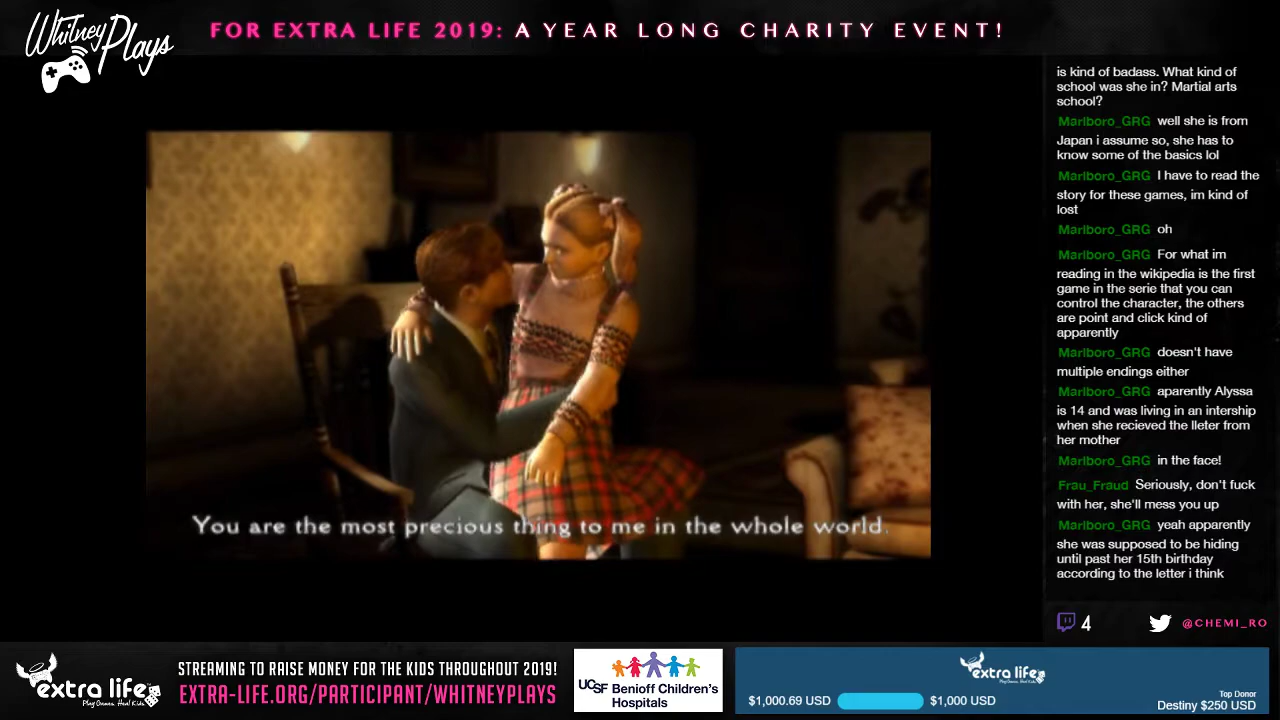 Whitney Plays
FOR EXTRA LIFE 2019: A YEAR LONG CHARITY EVENT!
is kind of badass. What kind of
school was she in? Martial arts
school?
Marlboro_GRG well she is from
Japan i assume so, she has to
know some of the basics lol
Marlboro_GRG I have to read the
story for these games, im kind of
lost
Marlboro_GRG oh
Marlboro_GRG For what im
reading in the wikipedia is the first
game in the serie that you can
control the character, the others
are point and click kind of
apparently
Marlboro_GRG doesn't have
multiple endings either
Marlboro_GRG aparently Alyssa
is 14 and was living in an intership
when she recieved the lleter from
her mother
Marlboro_GRG in the face!
Frau_Fraud Seriously, don't fuck
with her, she'll mess you up
Marlboro_GRG yeah apparently
she was supposed to be hiding
until past her 15th birthday
according to the letter i think
You are the most precious thing to me in the whole world.
4
@CHEMI_RO
extra life
Play Games. Heal Kids.
STREAMING TO RAISE MONEY FOR THE KIDS THROUGHOUT 2019!
EXTRA-LIFE.ORG/PARTICIPANT/WHITNEYPLAYS
UCSF Benioff Children's
Hospitals
extra life
Play Games. Heal Kids.
$1,000.69 USD
$1,000 USD
Top Donor
Destiny $250 USD